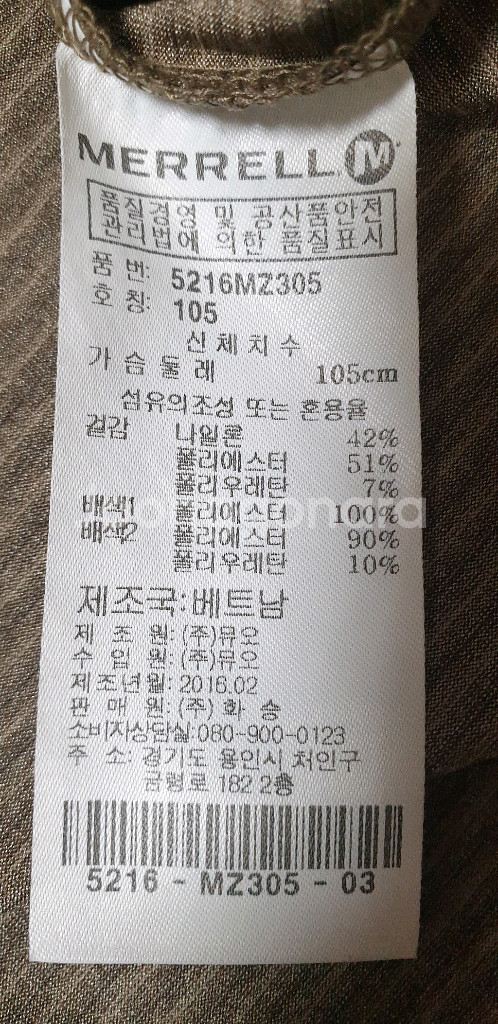 MERRELL M
품질경영 및 공산품안전
관리법에 의한 품질표시
품 번: 5216MZ305
호 칭: 105
신체치수
가슴둘레 105cm
섬유의조성 또는 혼용율
겉감 나일론 42%
폴리에스터 51%
폴리우레탄 7%
배색1 폴리에스터 100%
배색2 폴리에스터 90%
폴리우레탄 10%
제조국:베트남
제 조 원: (주)뮤오
수 입 원: (주)뮤오
제조년월: 2016.02
판 매 원: (주) 화 승
소비자상담실:080-900-0123
주 소: 경기도 용인시 처인구
금령로 182 2층
5216 - MZ305 - 03